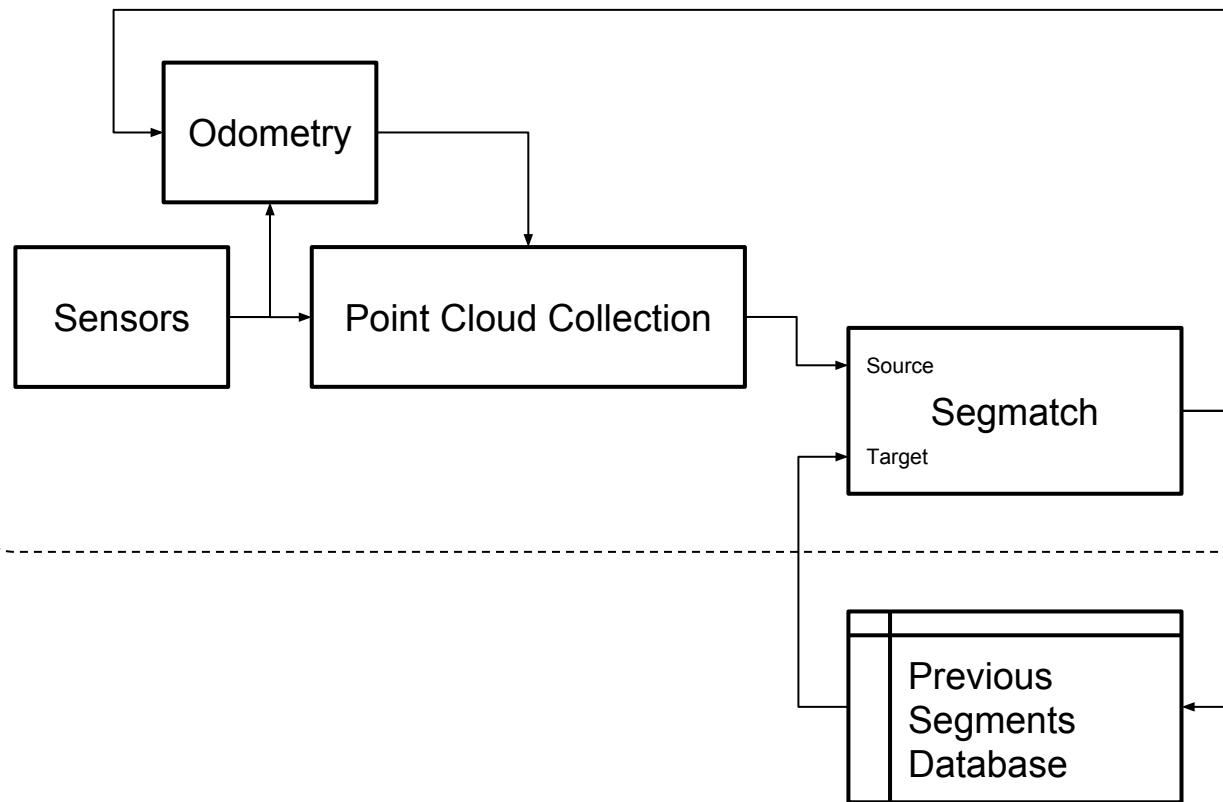 Odometry
Sensors
Point Cloud Collection
Source
Segmatch
Target
Previous
Segments
Database